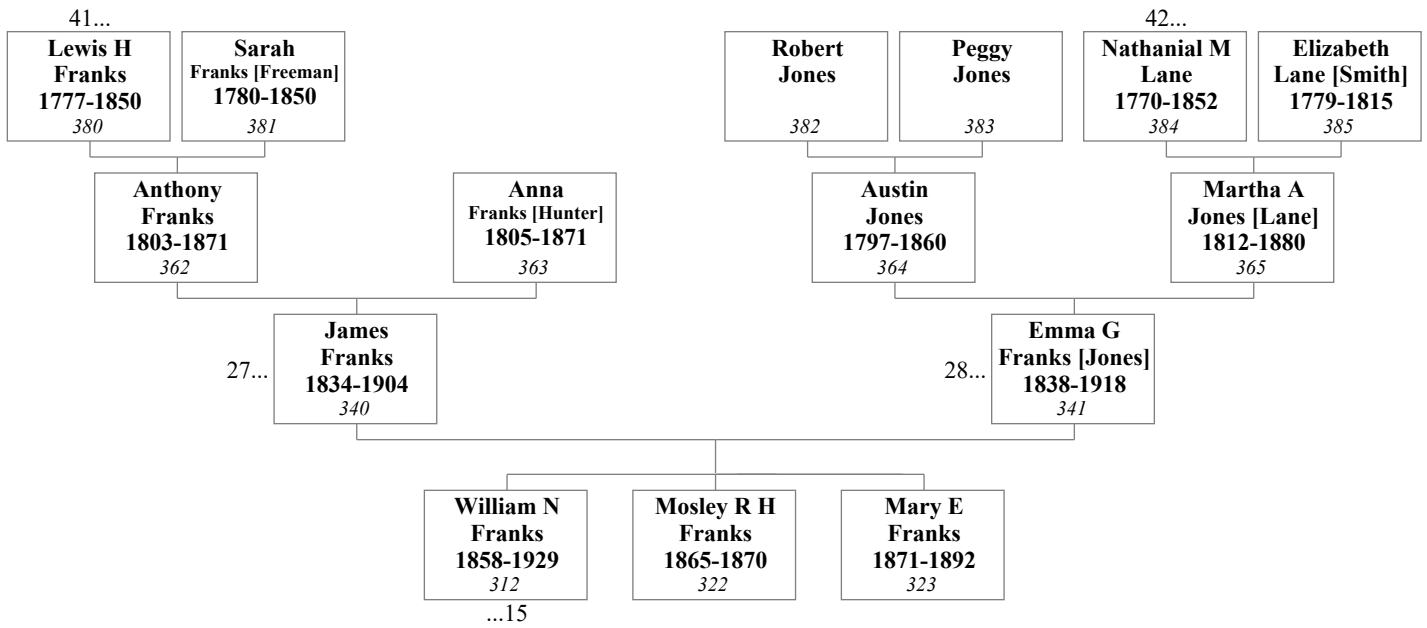 41...
Lewis H
Franks
1777-1850
380
Sarah
Franks [Freeman]
1780-1850
381
Robert
Jones
382
Peggy
Jones
383
42...
Nathanial M
Lane
1770-1852
384
Elizabeth
Lane [Smith]
1779-1815
385
Anthony
Franks
1803-1871
362
Anna
Franks [Hunter]
1805-1871
363
Austin
Jones
1797-1860
364
Martha A
Jones [Lane]
1812-1880
365
27...
James
Franks
1834-1904
340
28...
Emma G
Franks [Jones]
1838-1918
341
William N
Franks
1858-1929
312
...15
Mosley R H
Franks
1865-1870
322
Mary E
Franks
1871-1892
323